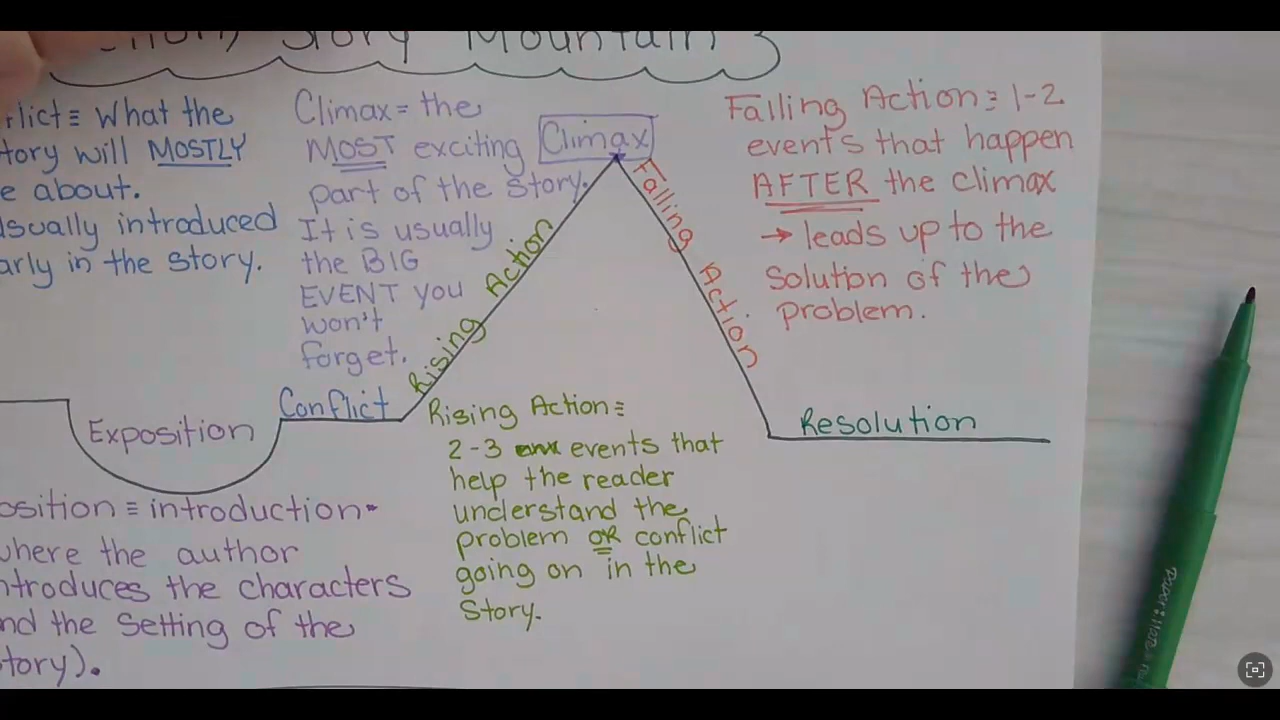 Story Mountain
What the
story will MOSTLY
about.
usually introduced
in the story.
Climax = the
MOST exciting
part of the story.
It is usually
the BIG
EVENT you
won't
forget.
Climax
Falling Action = 1-2
events that happen
AFTER the climax
→ leads up to the
solution of the
problem.
Rising Action
Falling Action
Exposition
Conflict
Resolution
Rising Action =
2-3 events that
help the reader
understand the
problem OR conflict
going on in the
story.
introduction -
where the author
introduces the characters
and the setting of the
story).
Paper:Mate